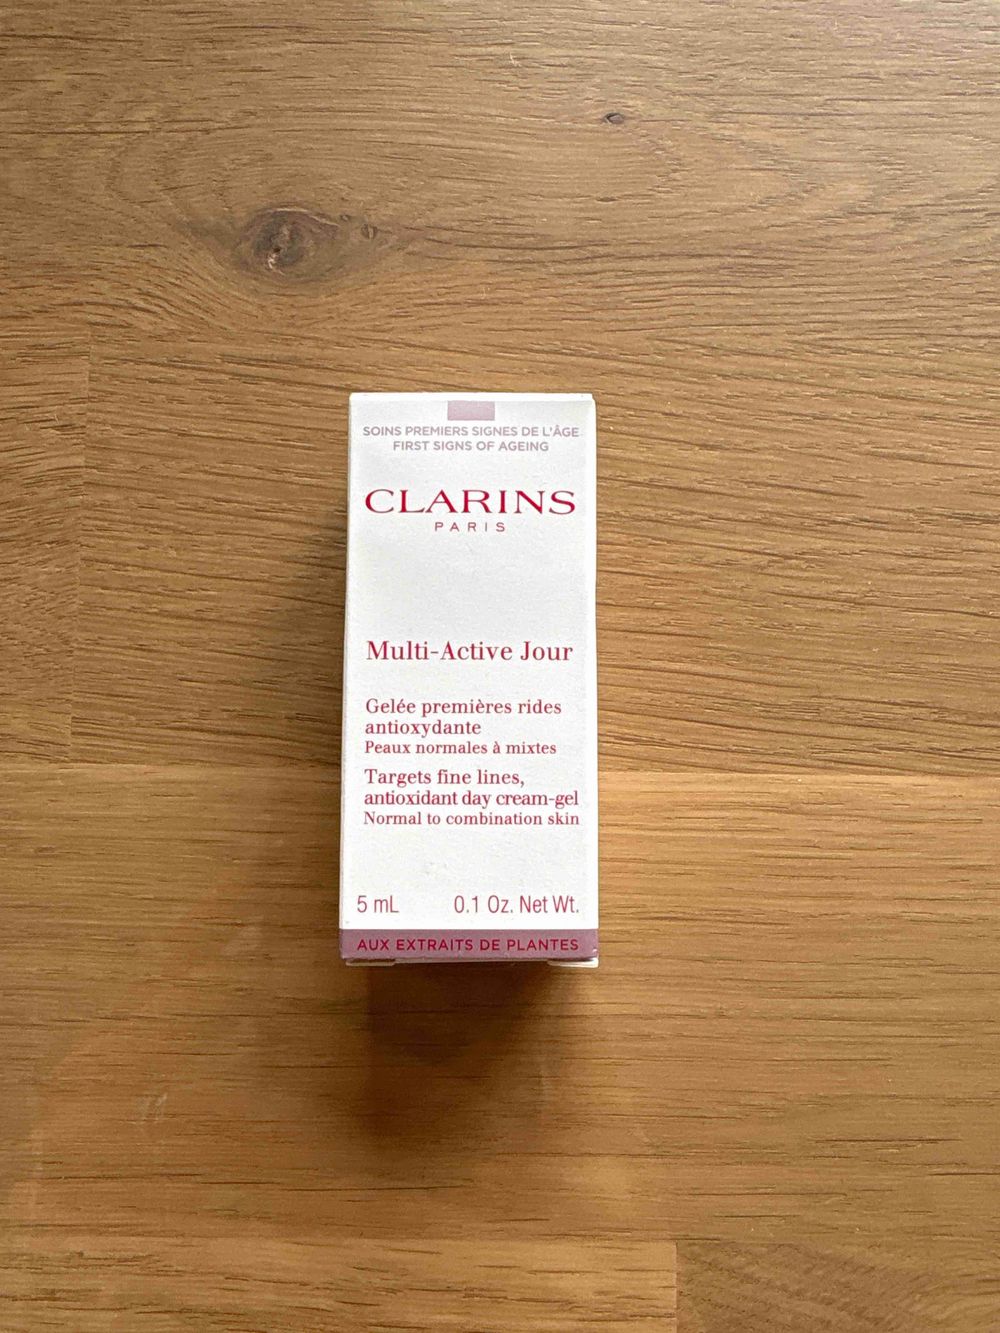 SOINS PREMIERS SIGNES DE L'ÂGE
FIRST SIGNS OF AGEING
CLARINS
PARIS
Multi-Active Jour
Gelée premières rides
antioxydante
Peaux normales à mixtes
Targets fine lines,
antioxidant day cream-gel
Normal to combination skin
5 mL 0.1 Oz. Net Wt.
AUX EXTRAITS DE PLANTES